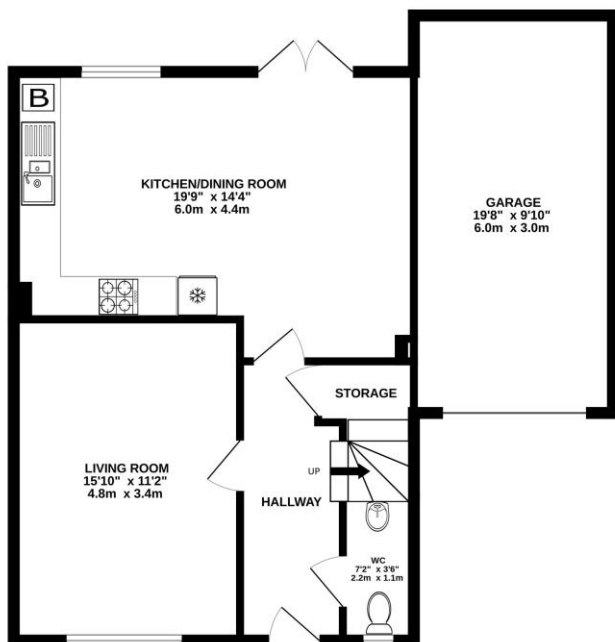 B
KITCHEN/DINING ROOM
19'9" x 14'4"
6.0m x 4.4m
GARAGE
19'8" x 9'10"
6.0m x 3.0m
STORAGE
LIVING ROOM
15'10" x 11'2"
4.8m x 3.4m
UP
HALLWAY
WC
7'2" x 3'6"
2.2m x 1.1m